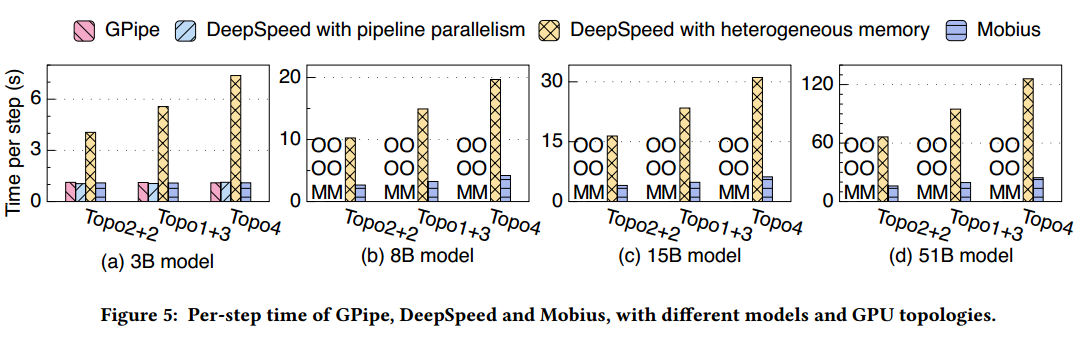 GPipe DeepSpeed with pipeline parallelism DeepSpeed with heterogeneous memory Mobius
Time per step (s)
6
3
0
Topo2+2 Topo1+3 Topo4
(a) 3B model
20
10
0
OO OO OO
OO OO OO
MM MM MM
Topo2+2 Topo1+3 Topo4
(b) 8B model
30
15
0
OO OO OO
OO OO OO
MM MM MM
Topo2+2 Topo1+3 Topo4
(c) 15B model
120
60
0
OO OO OO
OO OO OO
MM MM MM
Topo2+2 Topo1+3 Topo4
(d) 51B model
Figure 5: Per-step time of GPipe, DeepSpeed and Mobius, with different models and GPU topologies.